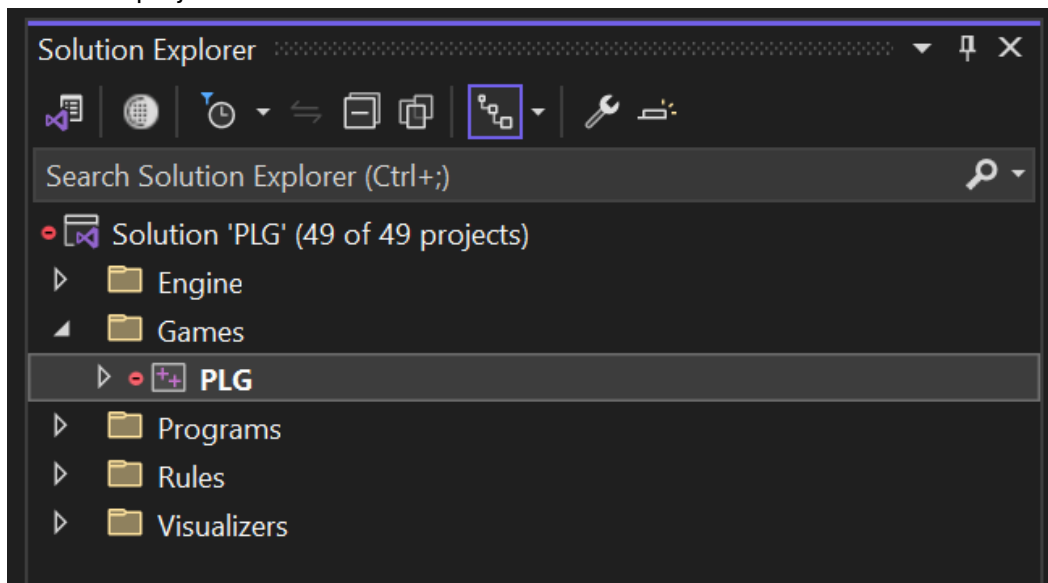 Solution Explorer
Search Solution Explorer (Ctrl+;)
Solution 'PLG' (49 of 49 projects)
Engine
Games
PLG
Programs
Rules
Visualizers